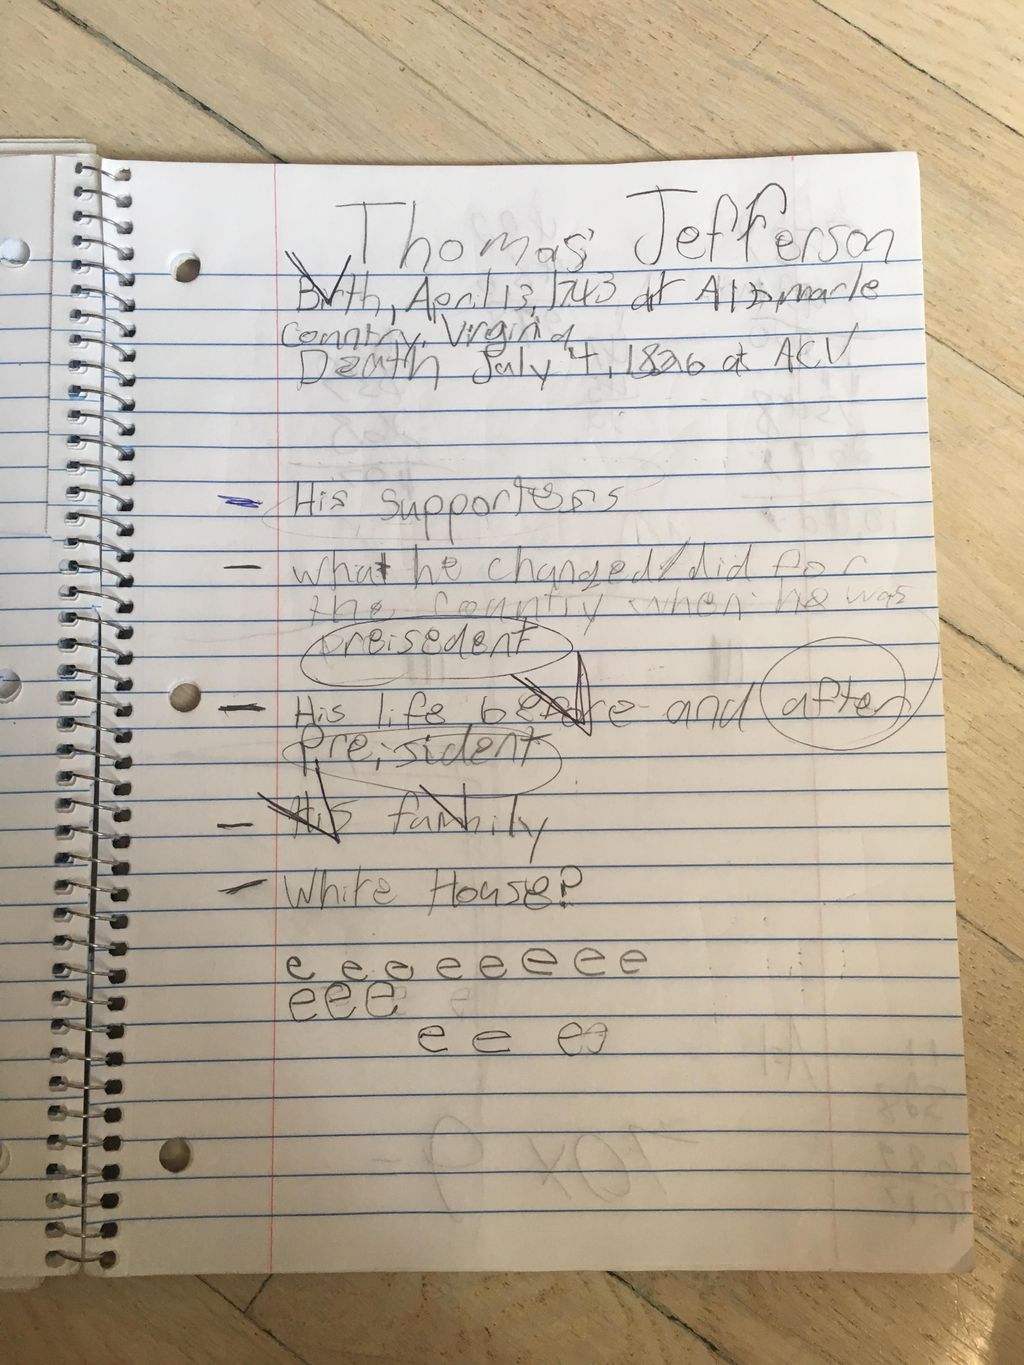 Thomas Jefferson
Birth, April 13, 1743 at Albmarle
Country, Virginia
Death July 4, 1826 at ACV
- His supporters
- what he changed/did for
the country when he was
preisedent
- His life before and after
preisident
- His family
- White House?
e e e e e e e e
e e e e e
e e e e